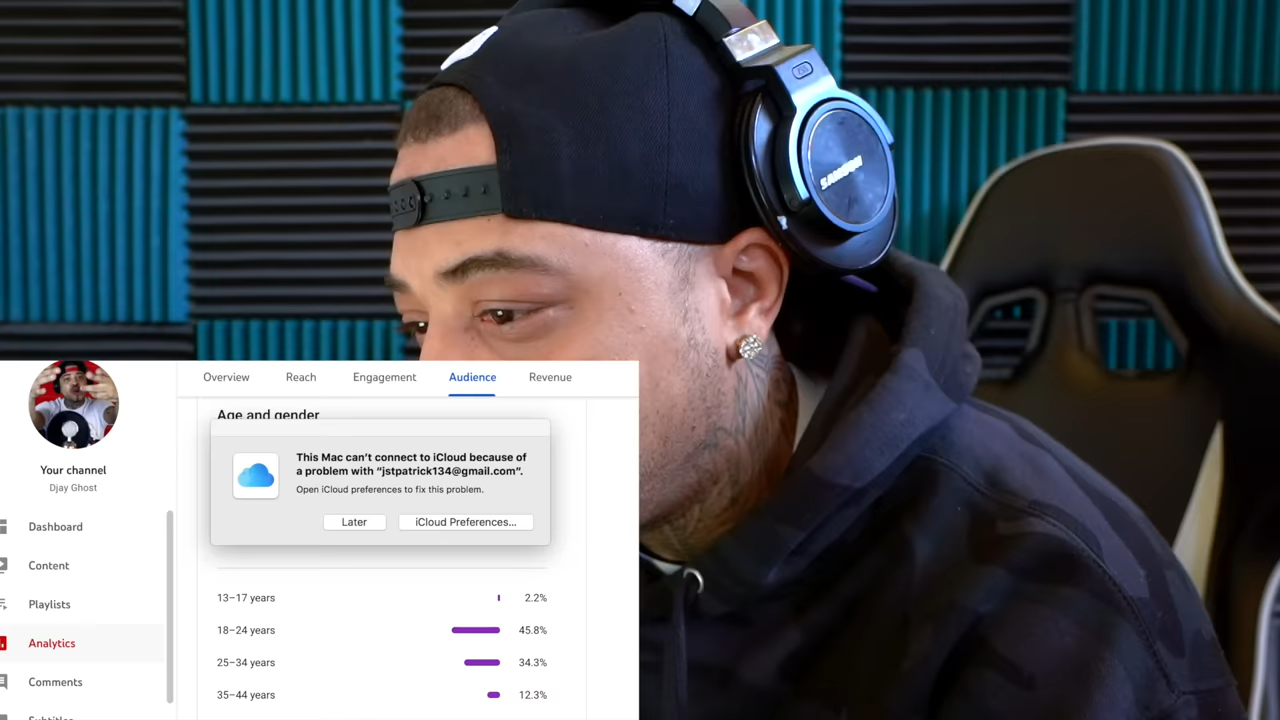 SAMSON
Overview Reach Engagement Audience Revenue
Age and gender
This Mac can't connect to iCloud because of
a problem with “jstpatrick134@gmail.com”.
Open iCloud preferences to fix this problem.
Later iCloud Preferences...
Your channel
Djay Ghost
Dashboard
Content
Playlists
Analytics
Comments
Subtitles
13–17 years 2.2%
18–24 years 45.8%
25–34 years 34.3%
35–44 years 12.3%